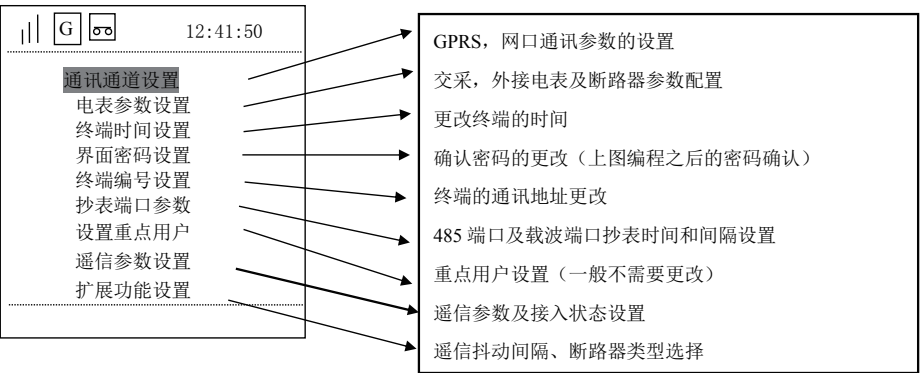 G 12:41:50
通讯通道设置
电表参数设置
终端时间设置
界面密码设置
终端编号设置
抄表端口参数
设置重点用户
遥信参数设置
扩展功能设置
GPRS，网口通讯参数的设置
交采，外接电表及断路器参数配置
更改终端的时间
确认密码的更改（上图编程之后的密码确认）
终端的通讯地址更改
485 端口及载波端口抄表时间和间隔设置
重点用户设置（一般不需要更改）
遥信参数及接入状态设置
遥信抖动间隔、断路器类型选择